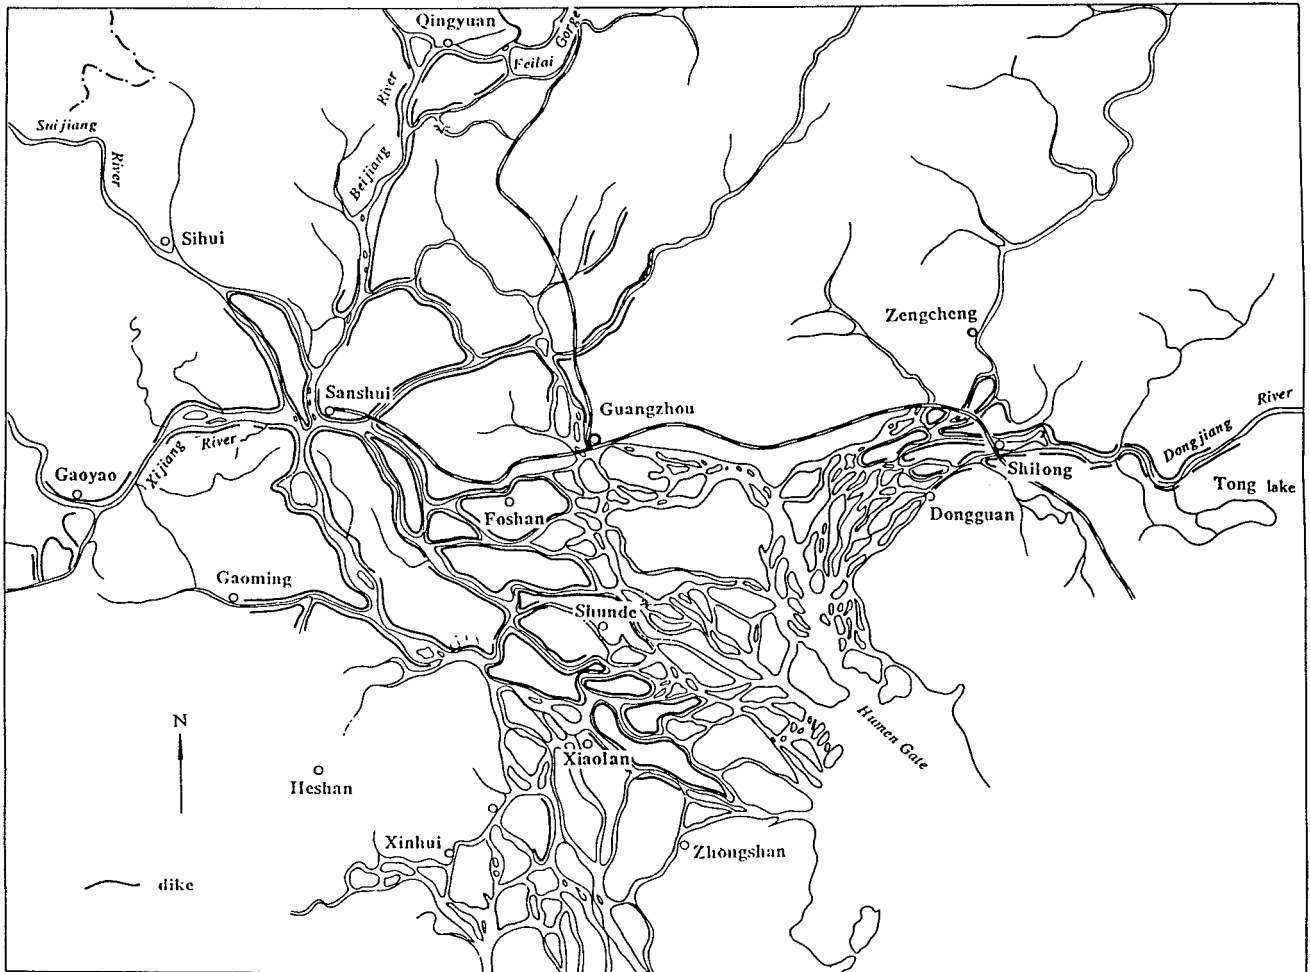 Qingyuan
Gorge
Feilai
River
Suijiang
River
Beijiang
Sihui
Zengcheng
Sanshui
Guangzhou
River
Xijiang
River
Dongjiang
Gaoyao
Shilong
Tong lake
Foshan
Dongguan
Gaoming
Shunde
Humen Gate
N
Xiaolan
Heshan
Xinhui
Zhongshan
dike